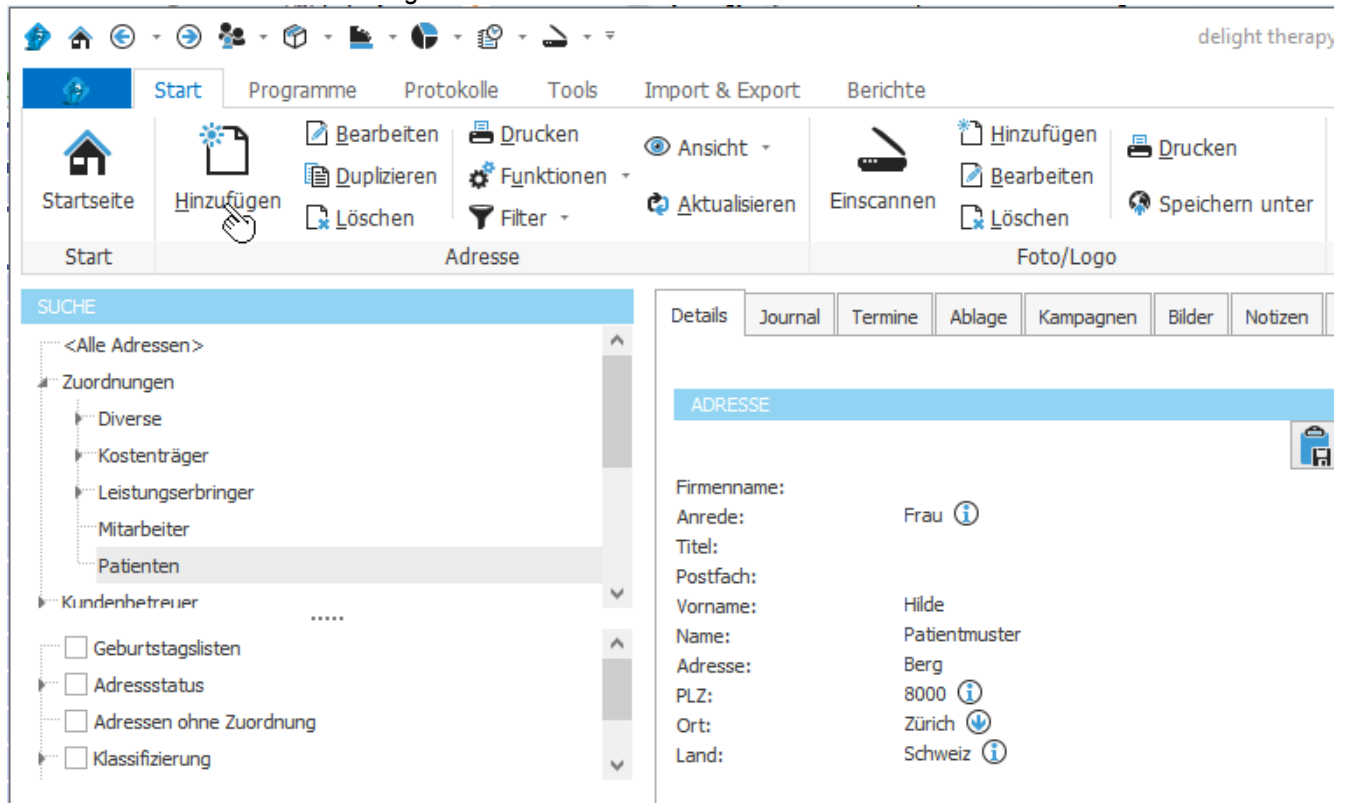 delight therapy
Start Programme Protokolle Tools Import & Export Berichte
Startseite
Hinzufügen
Bearbeiten
Duplizieren
Löschen
Drucken
Funktionen
Filter
Ansicht
Aktualisieren
Einscannen
Hinzufügen
Bearbeiten
Löschen
Drucken
Speichern unter
Start Adresse Foto/Logo
SUCHE
<Alle Adressen>
Zuordnungen
Diverse
Kostenträger
Leistungserbringer
Mitarbeiter
Patienten
Kundenbetreuer
Geburtstagslisten
Adressstatus
Adressen ohne Zuordnung
Klassifizierung
Details Journal Termine Ablage Kampagnen Bilder Notizen
ADRESSE
Firmenname:
Anrede: Frau
Titel:
Postfach:
Vorname: Hilde
Name: Patientmuster
Adresse: Berg
PLZ: 8000
Ort: Zürich
Land: Schweiz